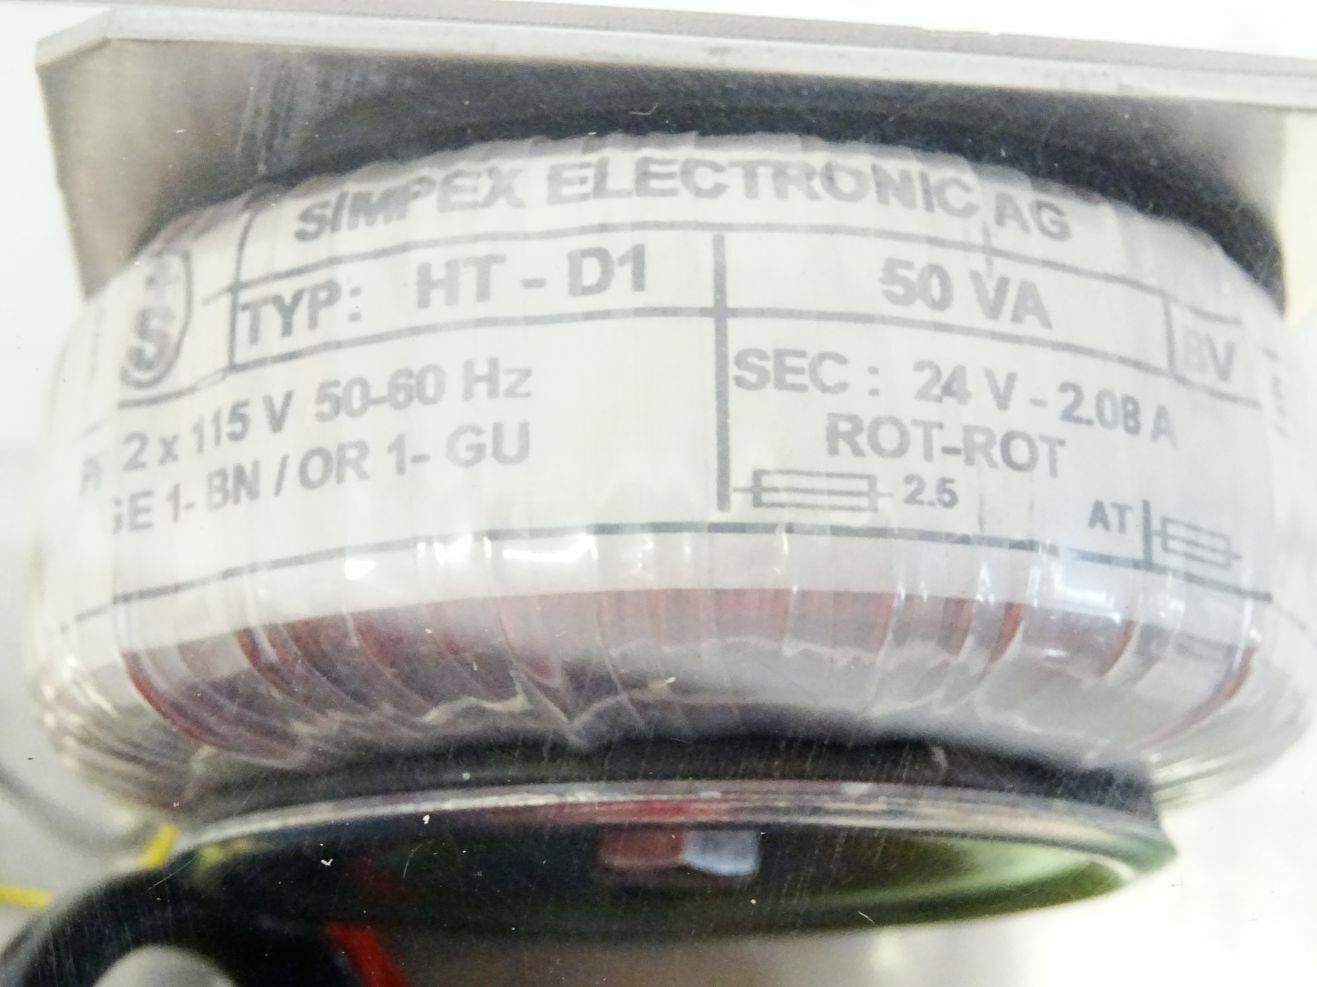 SIMPEX ELECTRONIC AG
S
TYP: HT - D1
50 VA
BV
2 x 115 V 50-60 Hz
GE 1- BN / OR 1- GU
SEC : 24 V - 2.08 A
ROT-ROT
2.5
AT